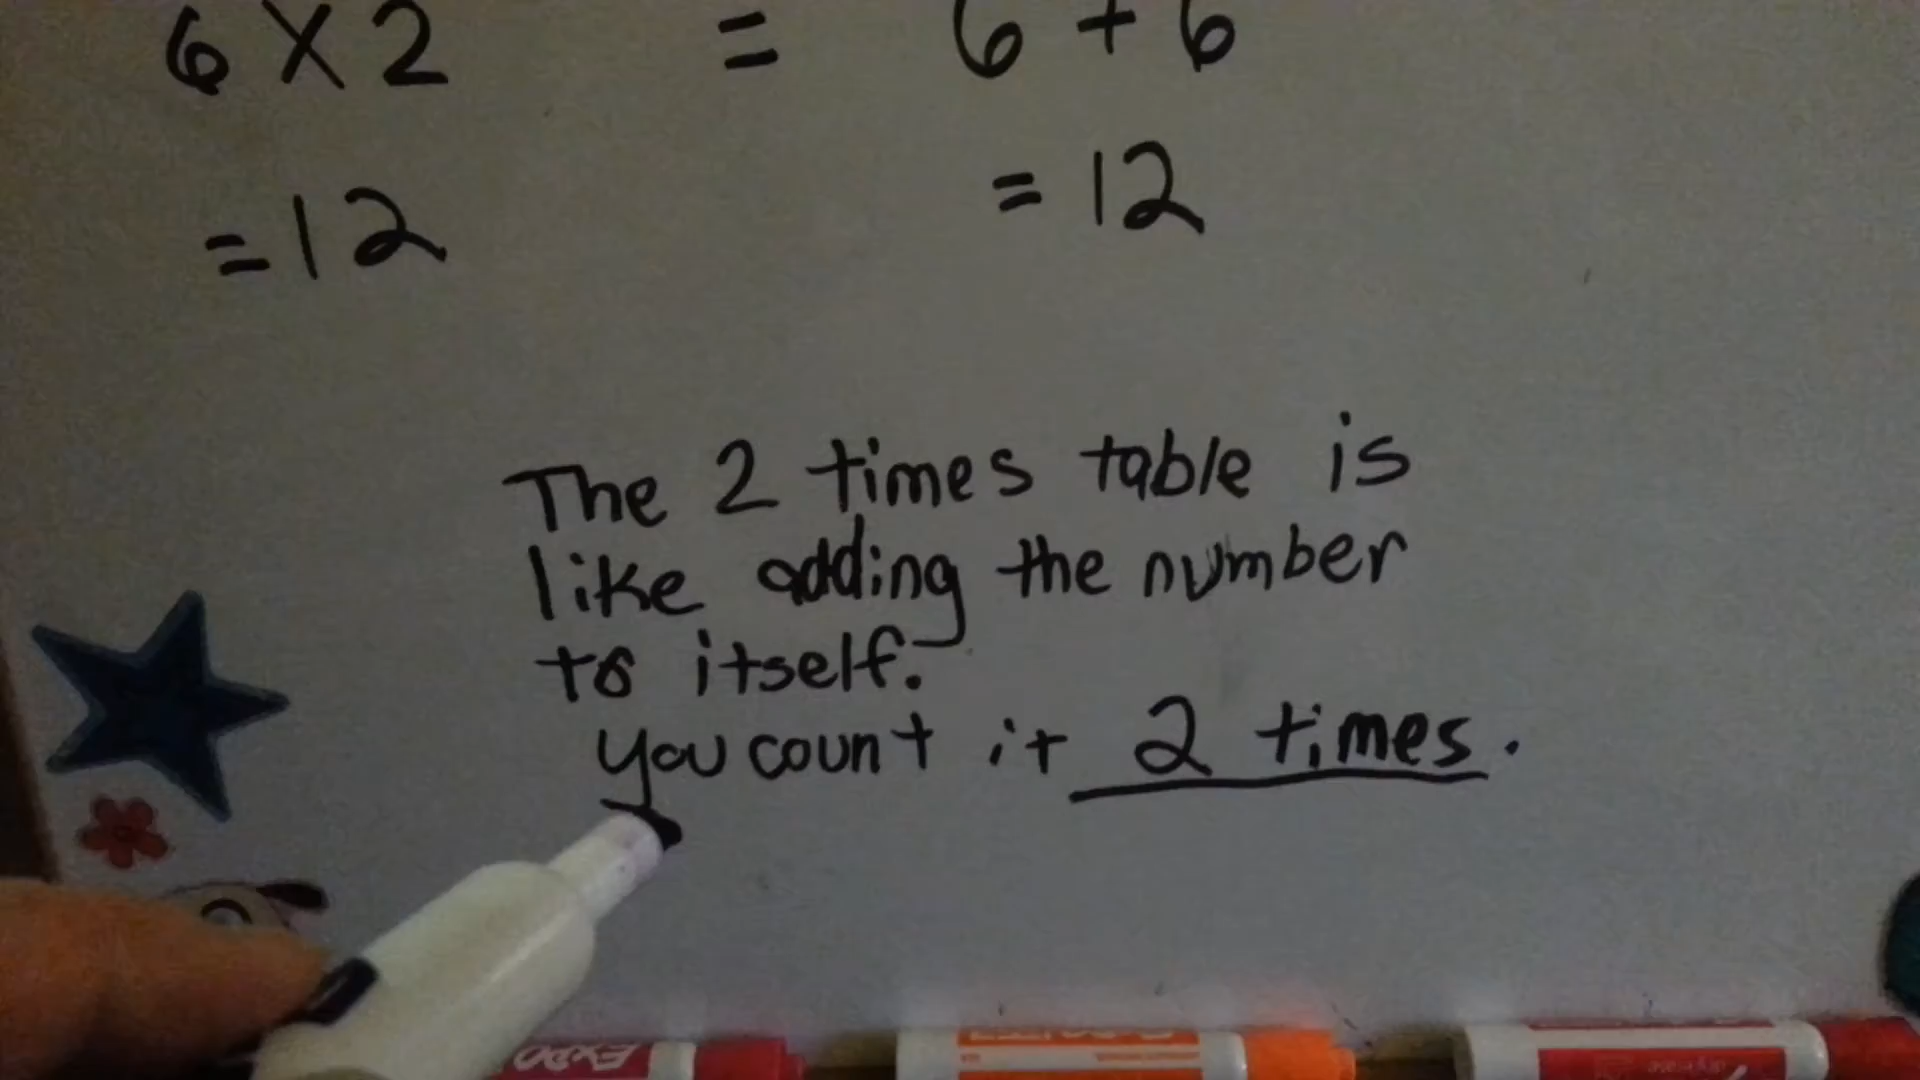 6 X 2 = 6 + 6
= 12 = 12
The 2 times table is
like adding the number
to itself.
you count it 2 times.
EXPO